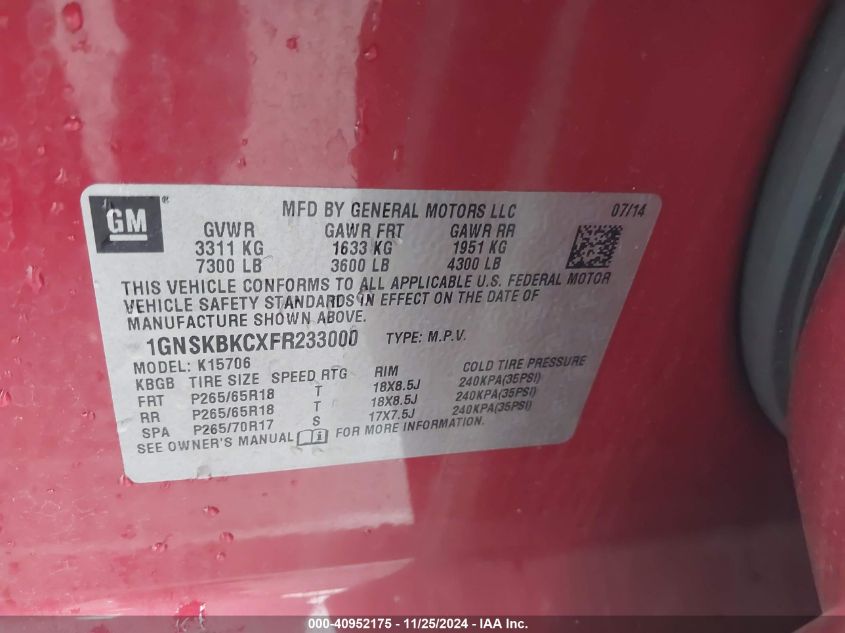 GM
MFD BY GENERAL MOTORS LLC 07/14
GVWR GAWR FRT GAWR RR
3311 KG 1633 KG 1951 KG
7300 LB 3600 LB 4300 LB
THIS VEHICLE CONFORMS TO ALL APPLICABLE U.S. FEDERAL MOTOR
VEHICLE SAFETY STANDARDS IN EFFECT ON THE DATE OF
MANUFACTURE SHOWN ABOVE.
1GNSKBKCXFR233000 TYPE: M.P.V.
MODEL: K15706
KBGB TIRE SIZE SPEED RTG RIM COLD TIRE PRESSURE
FRT P265/65R18 T 18X8.5J 240KPA(35PSI)
RR P265/65R18 T 18X8.5J 240KPA(35PSI)
SPA P265/70R17 S 17X7.5J 240KPA(35PSI)
SEE OWNER'S MANUAL FOR MORE INFORMATION.
000-40952175 - 11/25/2024 - IAA Inc.